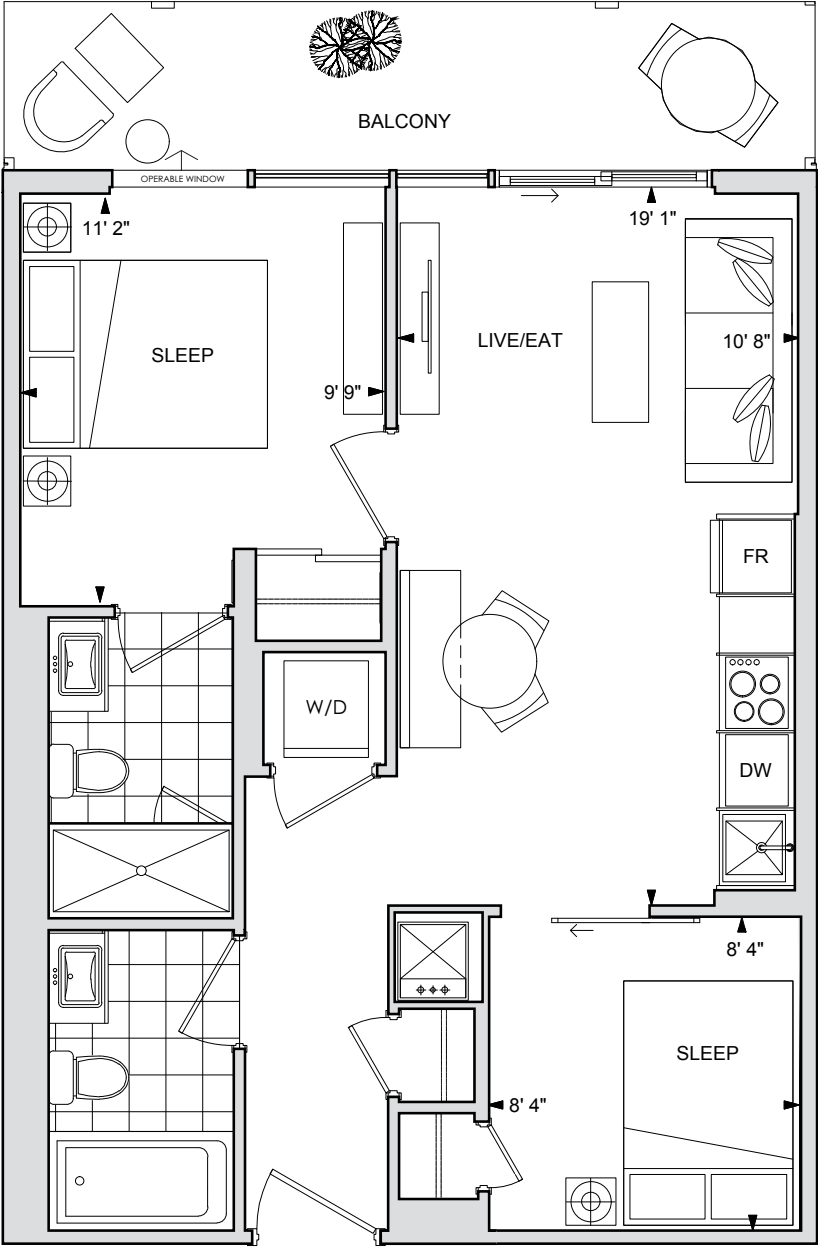 BALCONY
OPERABLE WINDOW
11' 2"
19' 1"
SLEEP
LIVE/EAT
10' 8"
9' 9"
FR
W/D
DW
8' 4"
SLEEP
8' 4"